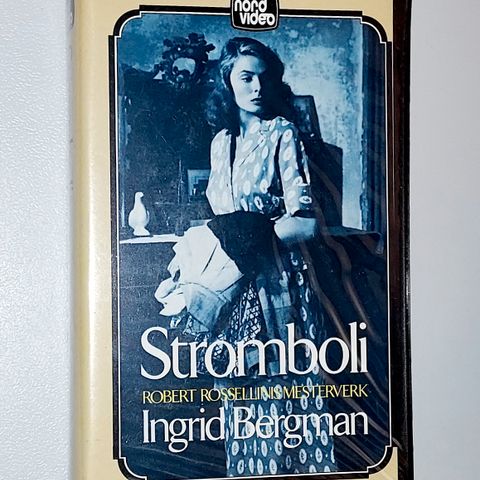 nord
video
Stromboli
ROBERT ROSSELLINIS MESTERVERK
Ingrid Bergman